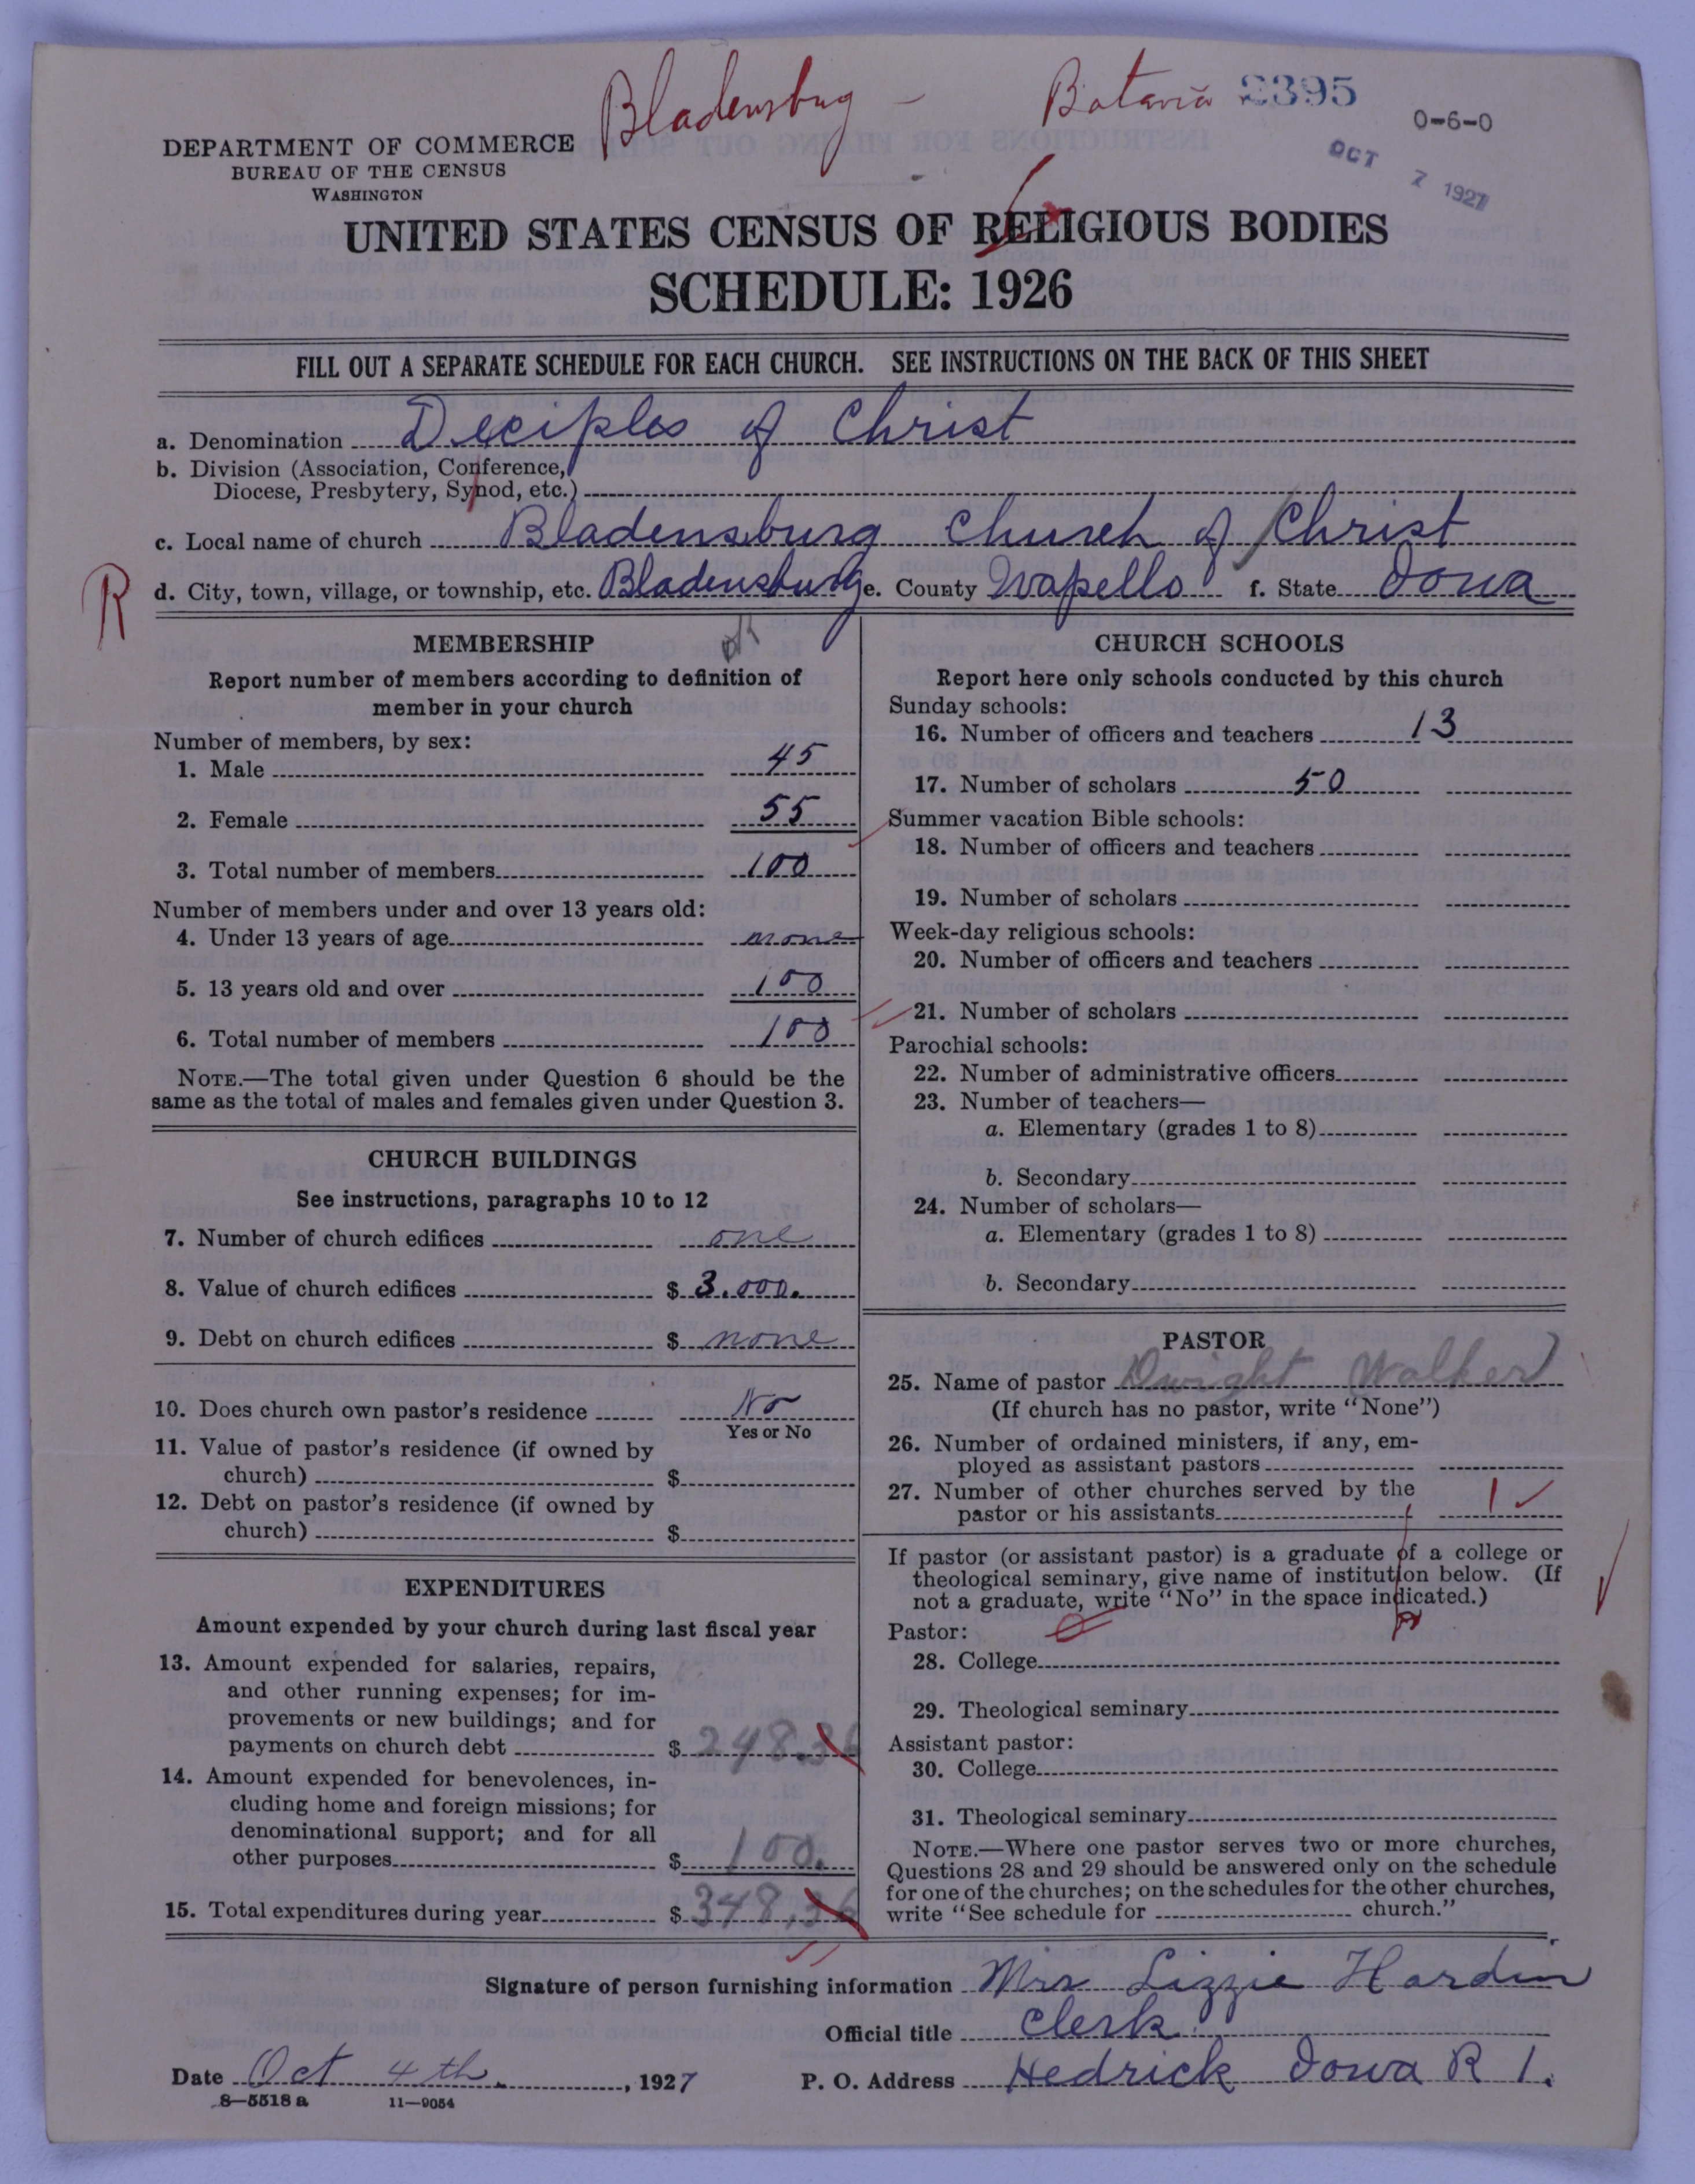 Bladensburg - Batavia 2395
0-6-0
OCT 7 1927
DEPARTMENT OF COMMERCE
BUREAU OF THE CENSUS
WASHINGTON
UNITED STATES CENSUS OF RELIGIOUS BODIES
SCHEDULE: 1926
FILL OUT A SEPARATE SCHEDULE FOR EACH CHURCH. SEE INSTRUCTIONS ON THE BACK OF THIS SHEET
a. Denomination Deciples of Christ
b. Division (Association, Conference,
Diocese, Presbytery, Synod, etc.)
c. Local name of church Bladensburg Church of Christ
R
d. City, town, village, or township, etc. Bladensburg e. County Wapello f. State Iowa
MEMBERSHIP
Report number of members according to definition of
member in your church
Number of members, by sex:
1. Male 45
2. Female 55
3. Total number of members 100
Number of members under and over 13 years old:
4. Under 13 years of age none
5. 13 years old and over 100
6. Total number of members 100
NOTE.—The total given under Question 6 should be the
same as the total of males and females given under Question 3.
CHURCH BUILDINGS
See instructions, paragraphs 10 to 12
7. Number of church edifices one
8. Value of church edifices $ 3.000.
9. Debt on church edifices $ none
10. Does church own pastor's residence No
Yes or No
11. Value of pastor's residence (if owned by
church) $
12. Debt on pastor's residence (if owned by
church) $
EXPENDITURES
Amount expended by your church during last fiscal year
13. Amount expended for salaries, repairs,
and other running expenses; for im-
provements or new buildings; and for
payments on church debt $ 248.36
14. Amount expended for benevolences, in-
cluding home and foreign missions; for
denominational support; and for all
other purposes $ 100.
15. Total expenditures during year $ 348.36
CHURCH SCHOOLS
Report here only schools conducted by this church
Sunday schools:
16. Number of officers and teachers 13
17. Number of scholars 50
Summer vacation Bible schools:
18. Number of officers and teachers
19. Number of scholars
Week-day religious schools:
20. Number of officers and teachers
21. Number of scholars
Parochial schools:
22. Number of administrative officers
23. Number of teachers—
a. Elementary (grades 1 to 8)
b. Secondary
24. Number of scholars—
a. Elementary (grades 1 to 8)
b. Secondary
PASTOR
25. Name of pastor Dwight Walker
(If church has no pastor, write "None")
26. Number of ordained ministers, if any, em-
ployed as assistant pastors
27. Number of other churches served by the
pastor or his assistants 1
If pastor (or assistant pastor) is a graduate of a college or
theological seminary, give name of institution below. (If
not a graduate, write "No" in the space indicated.)
Pastor:
28. College
29. Theological seminary
Assistant pastor:
30. College
31. Theological seminary
NOTE.—Where one pastor serves two or more churches,
Questions 28 and 29 should be answered only on the schedule
for one of the churches; on the schedules for the other churches,
write "See schedule for church."
Signature of person furnishing information Mrs Lizzie Hardin
Official title Clerk
Date Oct 4th. , 1927 P. O. Address Hedrick Iowa R 1.
8-5518 a 11-9054